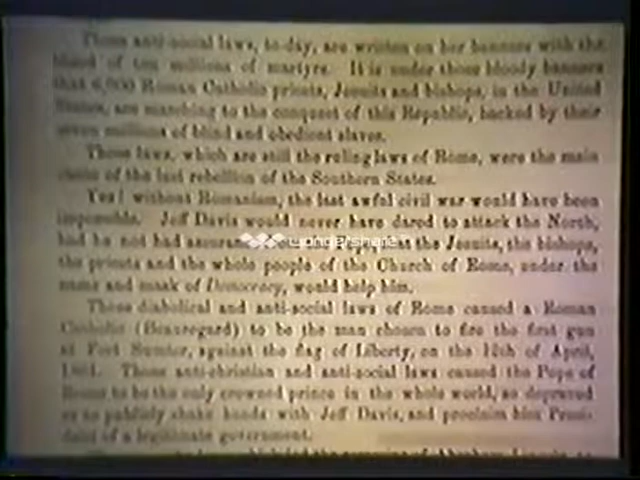 Those anti-social laws, to-day, are written on her banners with the
blood of ten millions of martyrs. It is under those bloody banners
that 6,000 Roman Catholic priests, Jesuits and bishops, in the United
States, are marching to the conquest of this Republic, backed by their
seven millions of blind and obedient slaves.
Those laws, which are still the ruling laws of Rome, were the main
cause of the last rebellion of the Southern States.
Yes! without Romanism, the last awful civil war would have been
impossible. Jeff Davis would never have dared to attack the North,
had he not had assurance the Pope, that the Jesuits, the bishops,
the priests and the whole people of the Church of Rome, under the
name and mask of Democracy, would help him.
These diabolical and anti-social laws of Rome caused a Roman
Catholic (Beauregard) to be the man chosen to fire the first gun
at Fort Sumter, against the flag of Liberty, on the 12th of April,
1861. Those anti-christian and anti-social laws caused the Pope of
Rome to be the only crowned prince in the whole world, so depraved
as to publicly shake hands with Jeff Davis, and proclaim him Presi-
dent of a legitimate government.
wondershare